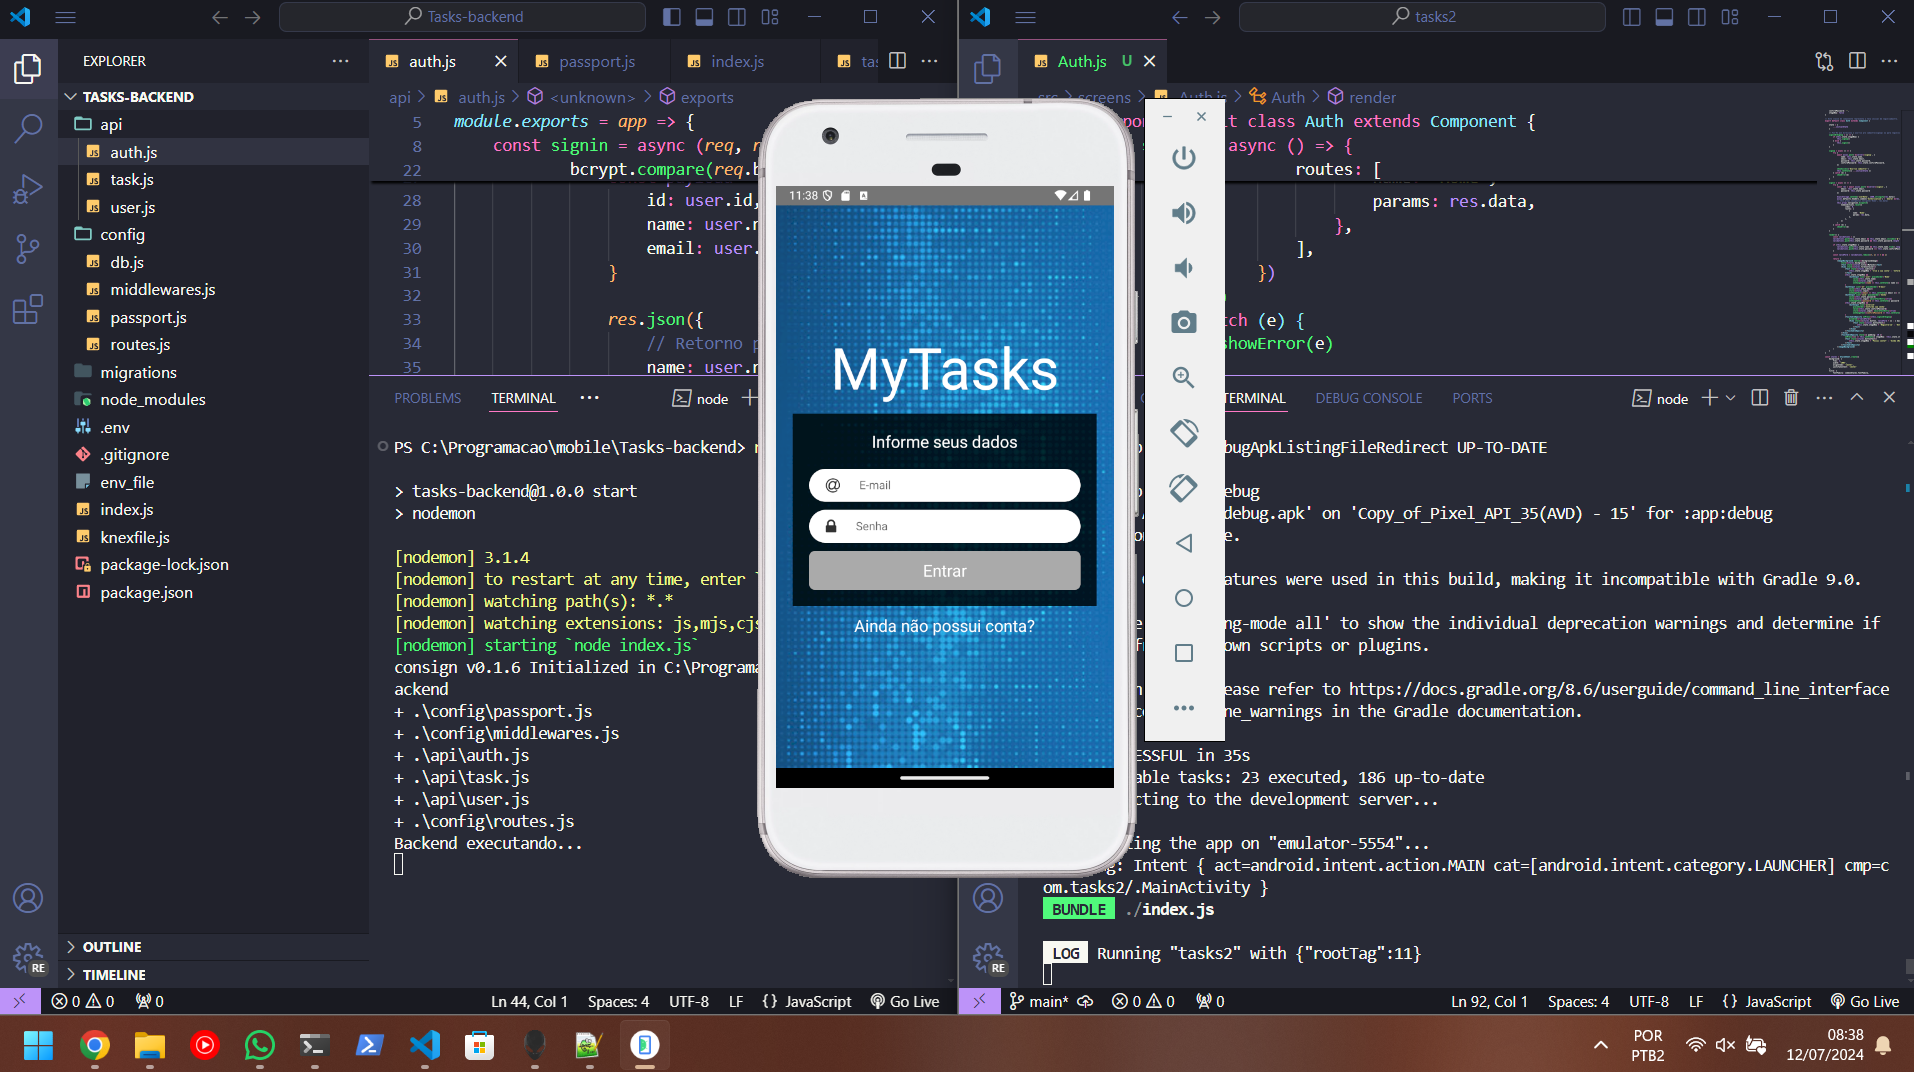 Tasks-backend
EXPLORER
TASKS-BACKEND
api
auth.js
task.js
user.js
config
db.js
middlewares.js
passport.js
routes.js
migrations
node_modules
.env
.gitignore
env_file
index.js
knexfile.js
package-lock.json
package.json
OUTLINE
TIMELINE
auth.js
passport.js
index.js
api > auth.js > <unknown> > exports
5 module.exports = app => {
8 const signin = async (req,
22 bcrypt.compare(req.b
28 id: user.id,
29 name: user.n
30 email: user.
31 }
32
33 res.json({
34 // Retorno p
35 name: user.n
PROBLEMS
TERMINAL
node
PS C:\Programacao\mobile\Tasks-backend>
> tasks-backend@1.0.0 start
> nodemon
[nodemon] 3.1.4
[nodemon] to restart at any time, enter `
[nodemon] watching path(s): *.*
[nodemon] watching extensions: js,mjs,cjs
[nodemon] starting `node index.js`
consign v0.1.6 Initialized in C:\Programa
ackend
+ .\config\passport.js
+ .\config\middlewares.js
+ .\api\auth.js
+ .\api\task.js
+ .\api\user.js
+ .\config\routes.js
Backend executando...
RE
0 0 0
Ln 44, Col 1 Spaces: 4 UTF-8 LF {} JavaScript Go Live
11:38
MyTasks
Informe seus dados
@ E-mail
Senha
Entrar
Ainda não possui conta?
tasks2
Auth.js U
screens > Auth.js > Auth > render
t class Auth extends Component {
async () => {
routes: [
params: res.data,
},
],
})
tch (e) {
showError(e)
TERMINAL
DEBUG CONSOLE
PORTS
node
bugApkListingFileRedirect UP-TO-DATE
ebug
debug.apk' on 'Copy_of_Pixel_API_35(AVD) - 15' for :app:debug
atures were used in this build, making it incompatible with Gradle 9.0.
ng-mode all' to show the individual deprecation warnings and determine if
own scripts or plugins.
ease refer to https://docs.gradle.org/8.6/userguide/command_line_interface
ne_warnings in the Gradle documentation.
ESSFUL in 35s
able tasks: 23 executed, 186 up-to-date
cting to the development server...
ting the app on "emulator-5554"...
g: Intent { act=android.intent.action.MAIN cat=[android.intent.category.LAUNCHER] cmp=c
om.tasks2/.MainActivity }
BUNDLE ./index.js
LOG Running "tasks2" with {"rootTag":11}
RE
main* 0 0 0
Ln 92, Col 1 Spaces: 4 UTF-8 LF {} JavaScript Go Live
POR
PTB2
08:38
12/07/2024